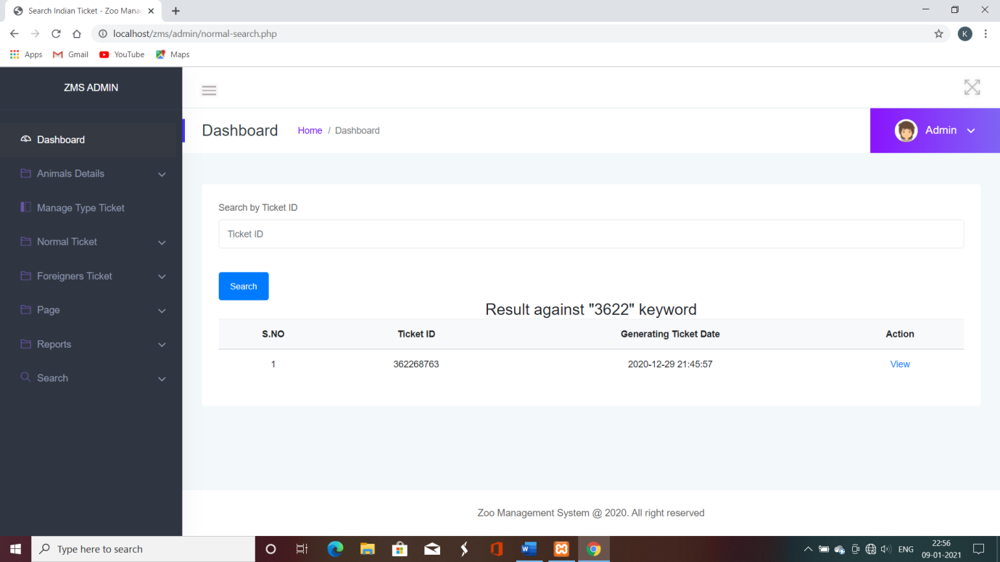 Search Indian Ticket - Zoo Mana
localhost/zms/admin/normal-search.php
K
Apps Gmail YouTube Maps
ZMS ADMIN
Dashboard
Animals Details
Manage Type Ticket
Normal Ticket
Foreigners Ticket
Page
Reports
Search
Dashboard Home / Dashboard
Admin
Search by Ticket ID
Ticket ID
Search
Result against "3622" keyword
S.NO Ticket ID Generating Ticket Date Action
1 362268763 2020-12-29 21:45:57 View
Zoo Management System @ 2020. All right reserved
Type here to search
ENG
22:56
09-01-2021